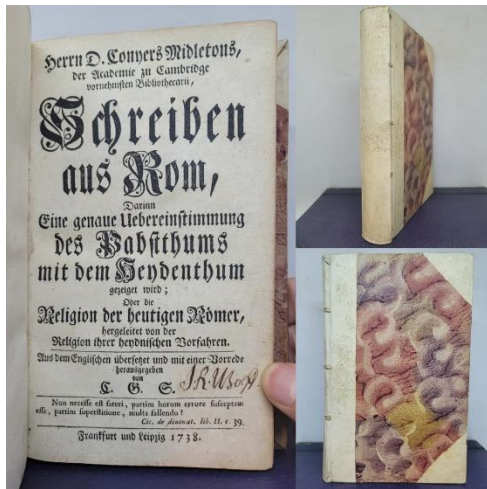 Herrn D. Conyers Midletons,
der Academie zu Cambridge
vornehmsten Bibliothecarii,
Schreiben
aus Rom,
Darinn
Eine genaue Uebereinstimmung
des Pabstthums
mit dem Heydenthum
gezeiget wird;
Oder die
Religion der heutigen Römer,
hergeleitet von der
Religion ihrer heydnischen Vorfahren.
Aus dem Englischen übersetzet und mit einer Vorrede
herausgegeben
von
C. G. S.
Non necesse est fateri, partim horum errore susceptum
esse, partim superstitione, multa fallendo?
Cic. de divinat. lib. II. c. 39.
Frankfurt und Leipzig 1738.